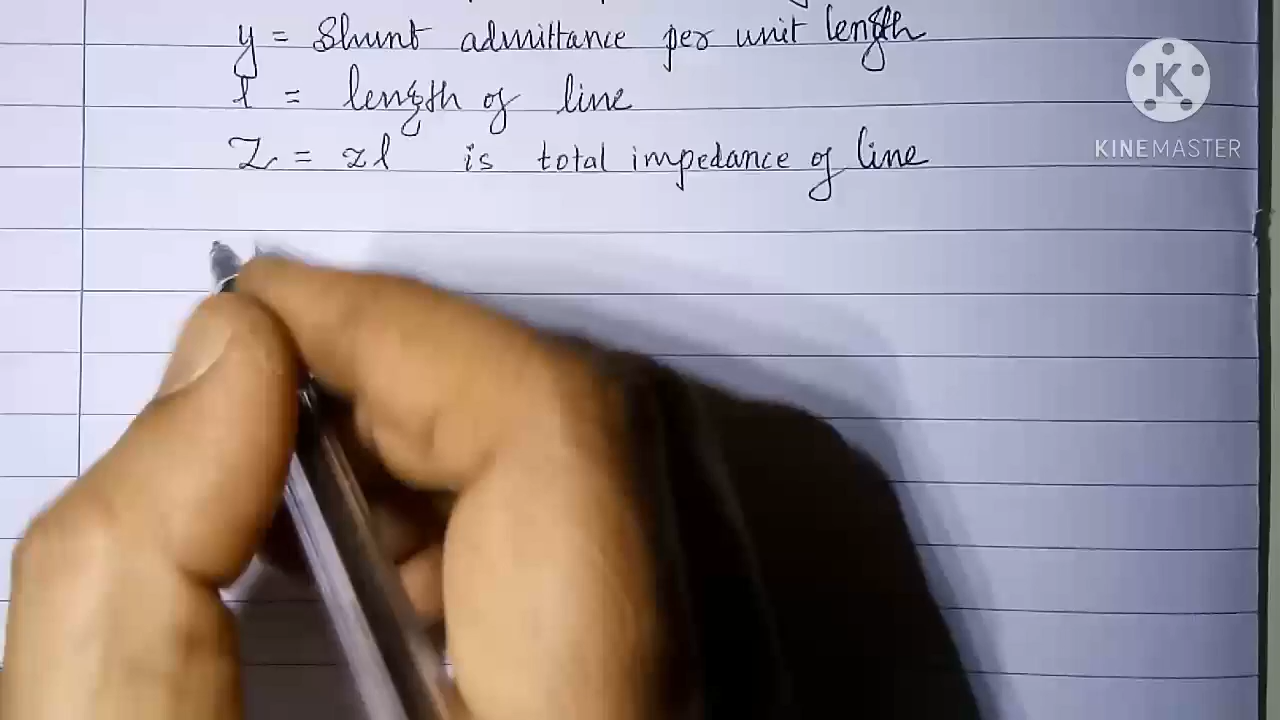 y = Shunt admittance per unit length
l = length of line
Z = zl is total impedance of line
K
KINEMASTER